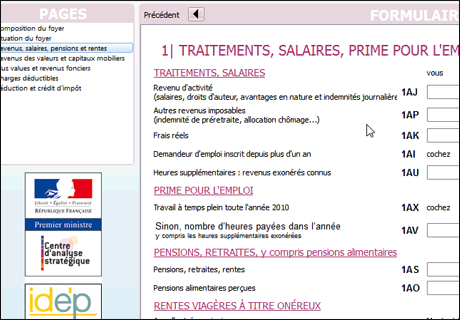 PAGES
omposition du foyer
tuation du foyer
evenus, salaires, pensions et rentes
evenus des valeurs et capitaux mobiliers
lus values et revenus fonciers
harges déductibles
éduction et crédit d'impôt
Liberté • Égalité • Fraternité
RÉPUBLIQUE FRANÇAISE
Premier ministre
Centre
d'analyse
stratégique
idep
Précédent
FORMULAIR
1| TRAITEMENTS, SALAIRES, PRIME POUR L'EM
TRAITEMENTS, SALAIRES
vous
Revenu d'activité
(salaires, droits d'auteur, avantages en nature et indemnités journalière
1AJ
Autres revenus imposables
(indemnité de préretraite, allocation chômage...)
1AP
Frais réels
1AK
Demandeur d'emploi inscrit depuis plus d'un an
1AI
cochez
Heures supplémentaires : revenus exonérés connus
1AU
PRIME POUR L'EMPLOI
Travail à temps plein toute l'année 2010
1AX
cochez
Sinon, nombre d'heures payées dans l'année
y compris les heures supplémentaires exonérées
1AV
PENSIONS, RETRAITES, y compris pensions alimentaires
Pensions, retraites, rentes
1AS
Pensions alimentaires perçues
1AO
RENTES VIAGÈRES À TITRE ONÉREUX